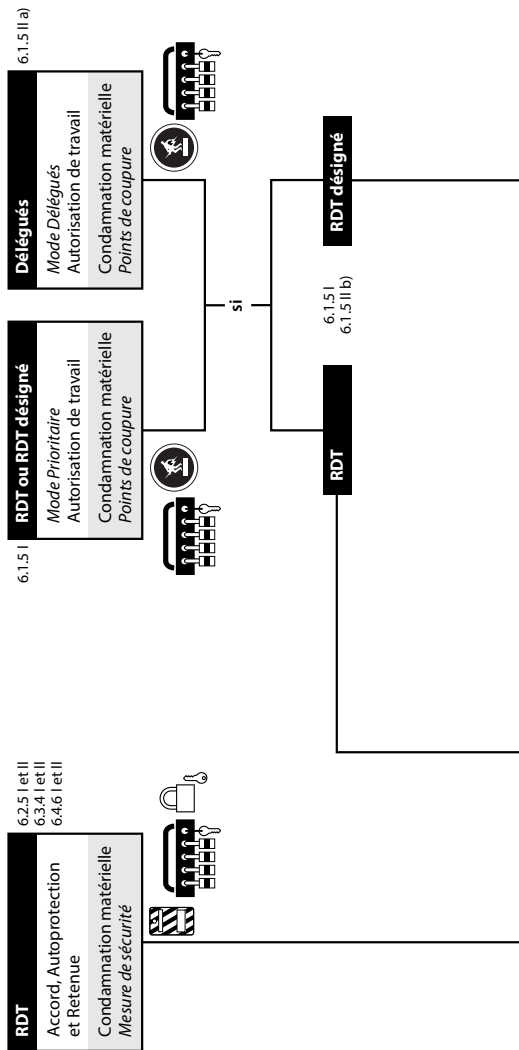 RDT
Accord, Autoprotection
et Retenue
Condamnation matérielle
Mesure de sécurité
6.2.5 I et II
6.3.4 I et II
6.4.6 I et II
6.1.5 I
RDT ou RDT désigné
Mode Prioritaire
Autorisation de travail
Condamnation matérielle
Points de coupure
Délégués
Mode Délégués
Autorisation de travail
Condamnation matérielle
Points de coupure
6.1.5 II a)
si
RDT
6.1.5 I
6.1.5 II b)
RDT désigné